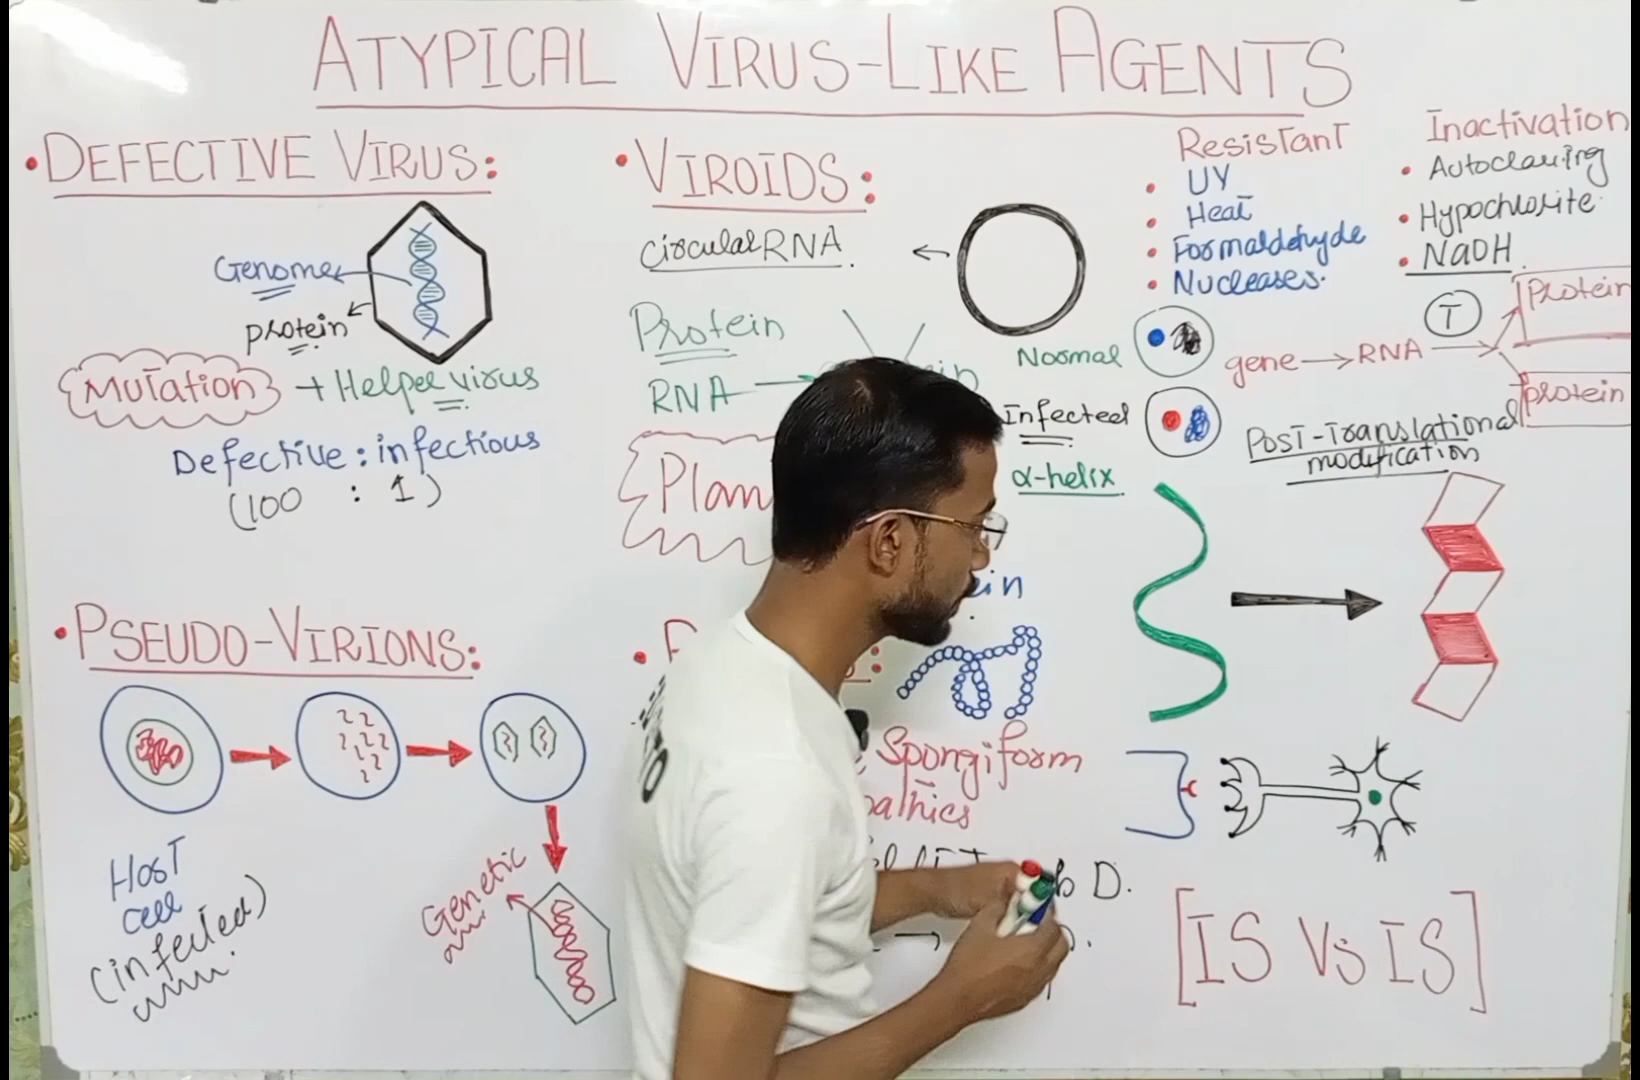 ATYPICAL VIRUS-LIKE AGENTS
• DEFECTIVE VIRUS:
Genome
protein
Mutation + Helper virus
Defective : infectious
(100 : 1)
• PSEUDO-VIRIONS:
HOST
cell
(infected)
Genetic
• VIROIDS:
circular RNA
Protein
RNA
Spongiform
D.
Resistant
• UV
• Heat
• Formaldehyde
• Nucleases.
Inactivation
• Autoclaving
• Hypochlorite
• NaOH
Normal
Infected
gene → RNA
T
Protein
protein
Post-Translational
modification
α-helix
[IS Vs IS]